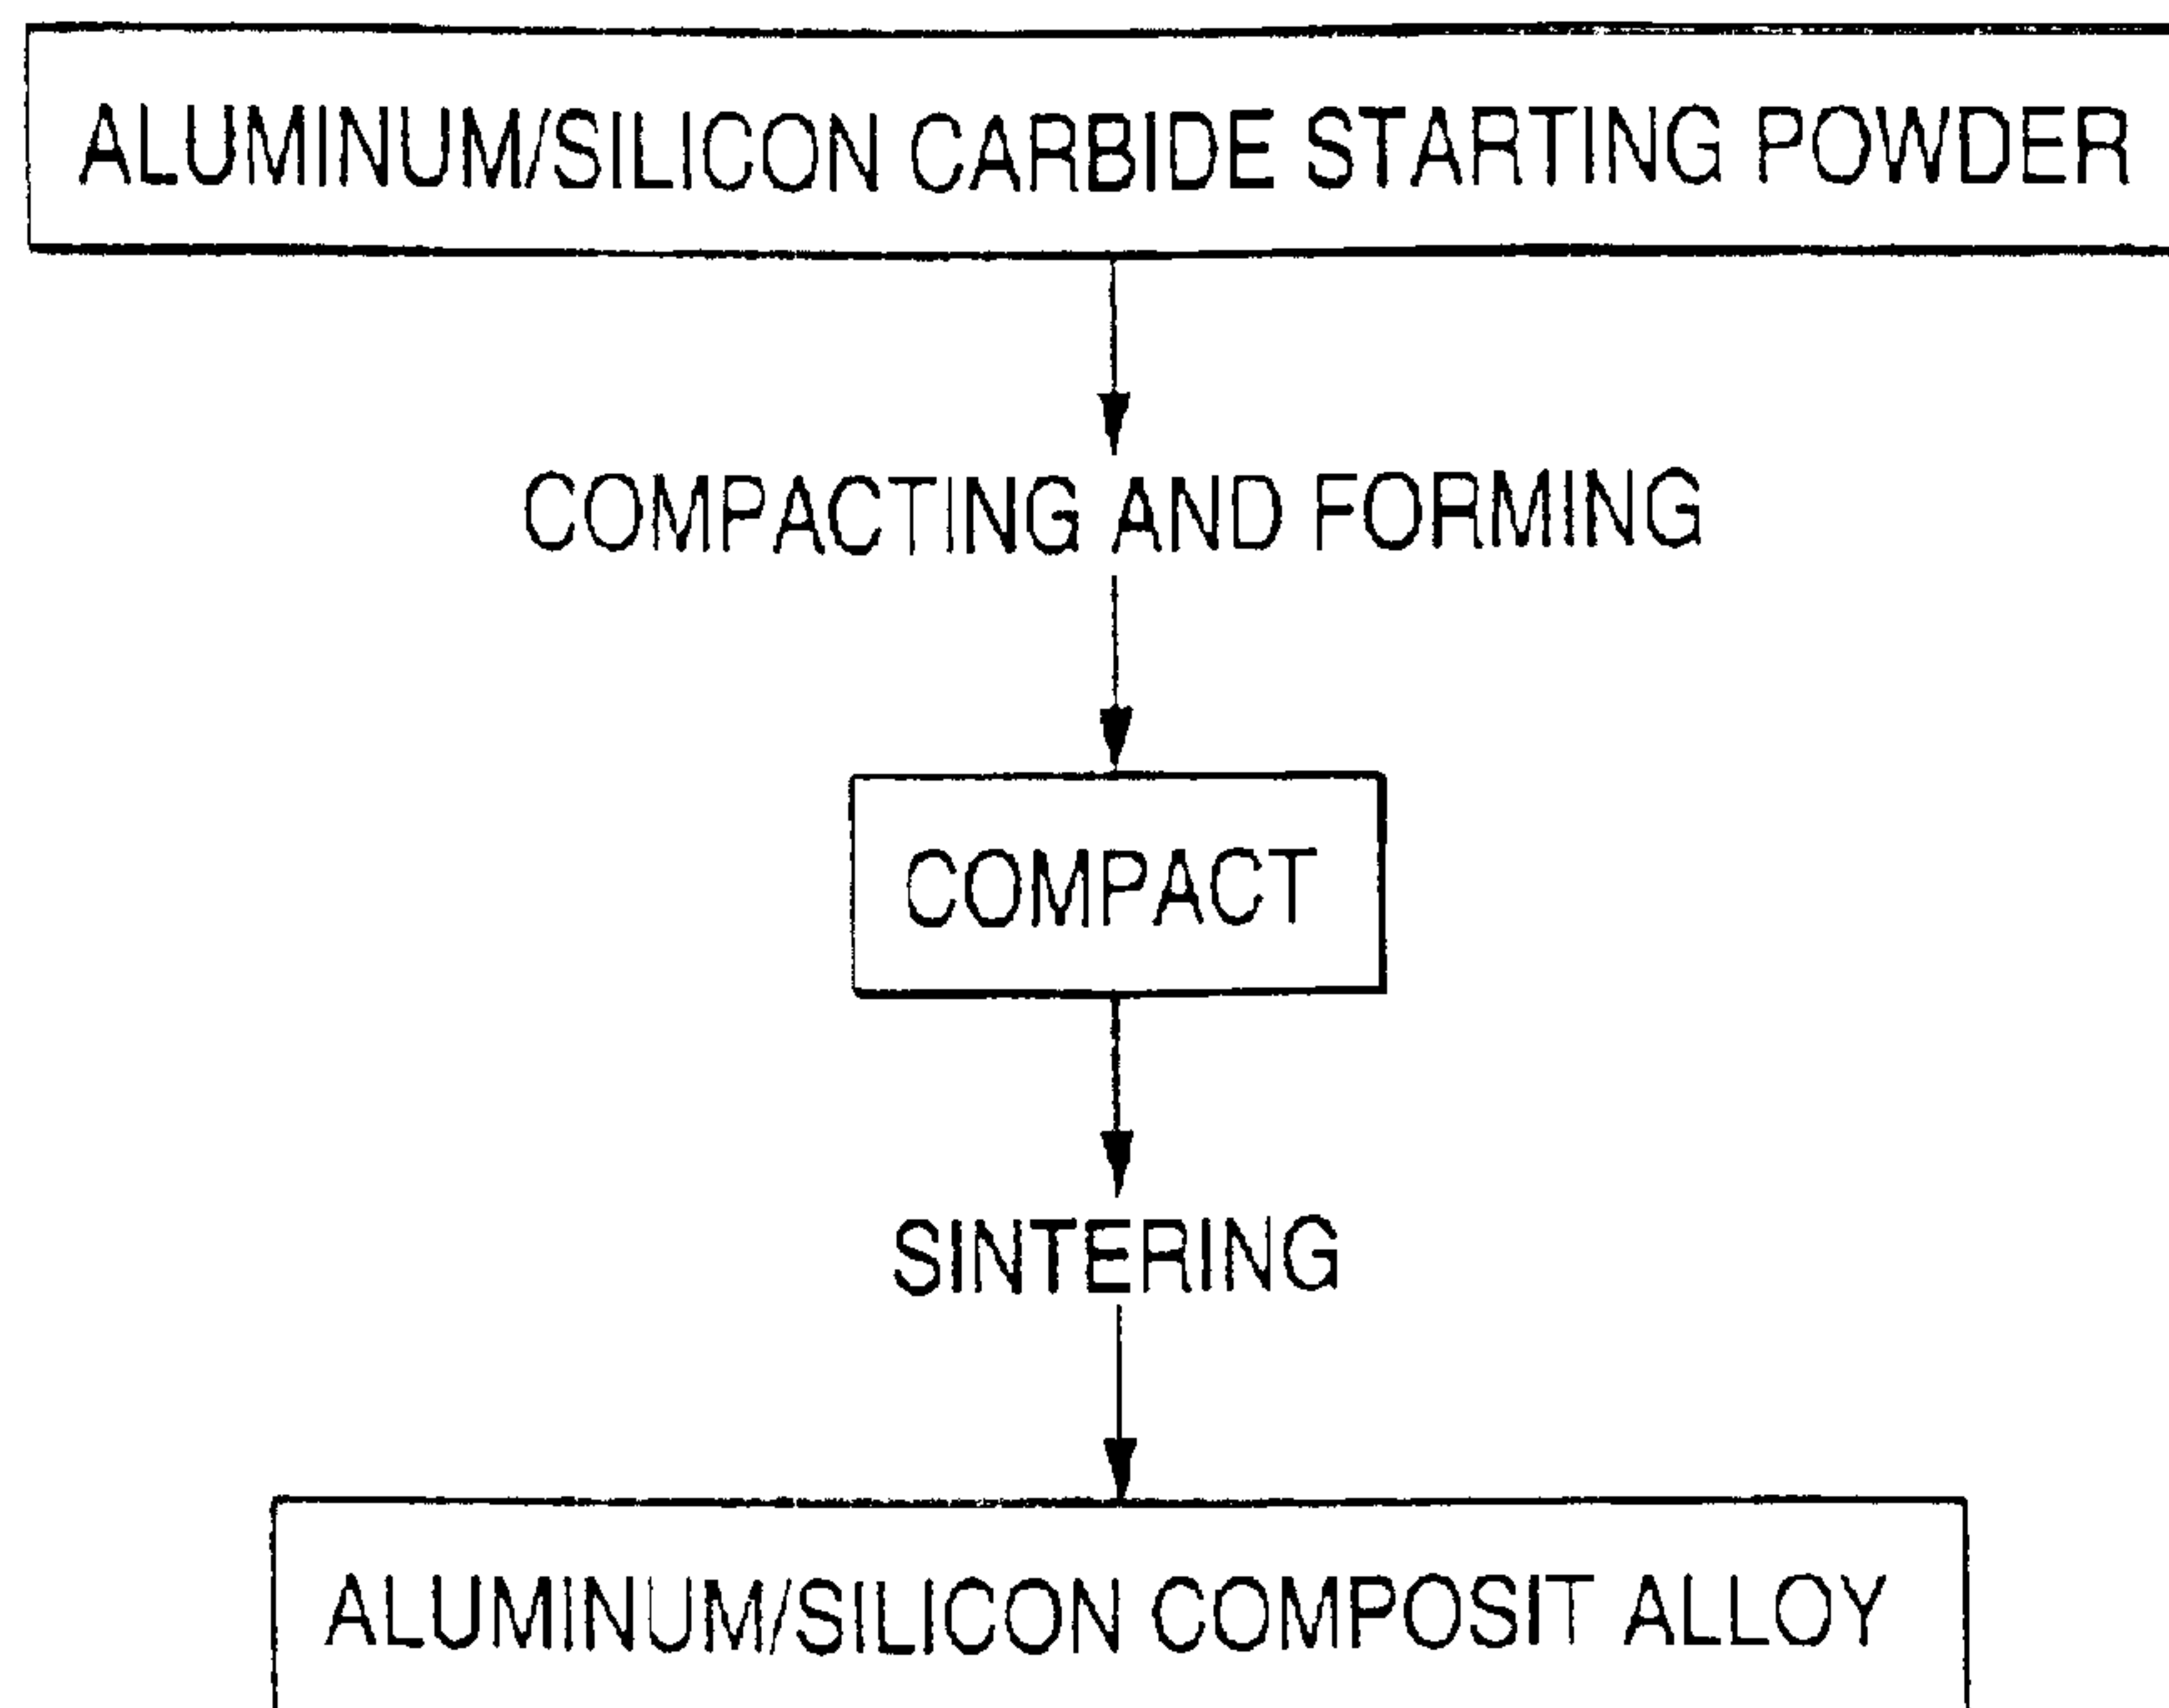 ALUMINUM/SILICON CARBIDE STARTING POWDER
COMPACTING AND FORMING
COMPACT
SINTERING
ALUMINUM/SILICON COMPOSIT ALLOY